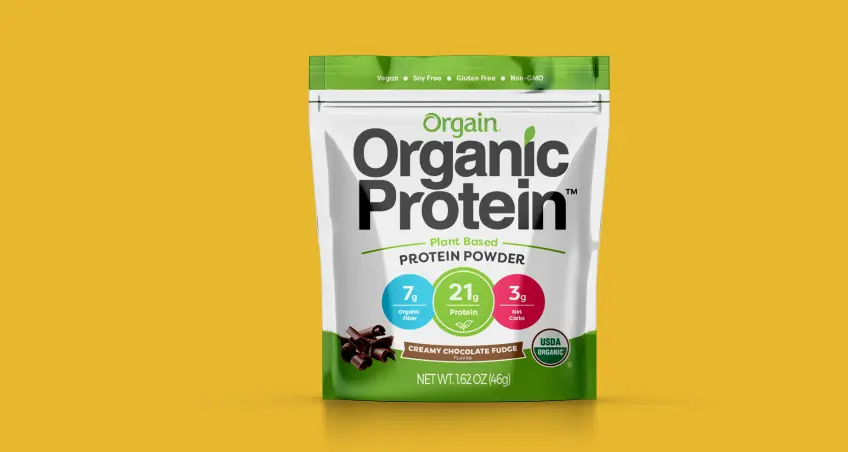 Vegan ● Soy Free ● Gluten Free ● Non-GMO
Orgain
Organic
Protein™
Plant Based
PROTEIN POWDER
7g
Organic
Fiber
21g
Protein
3g
Net
Carbs
CREAMY CHOCOLATE FUDGE
FLAVOR
USDA
ORGANIC
NET WT. 1.62 OZ (46g)